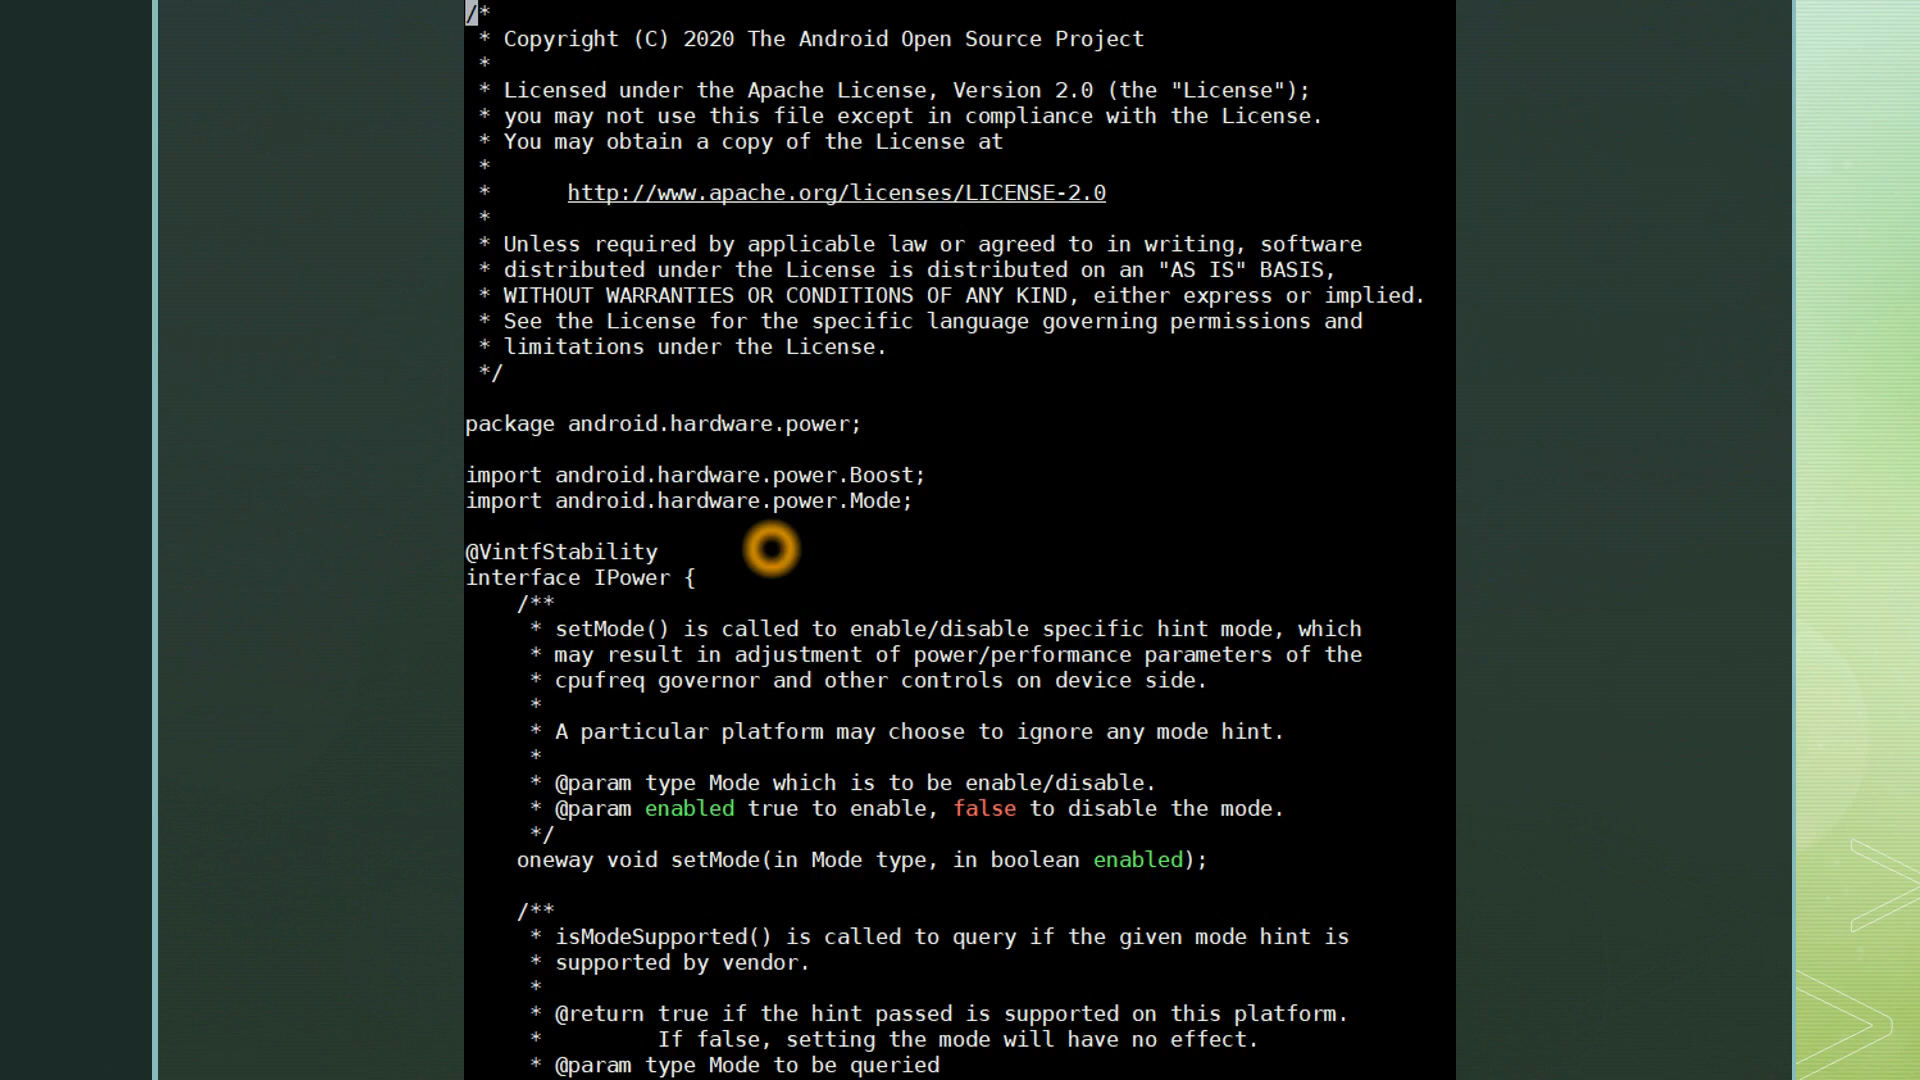 /*
 * Copyright (C) 2020 The Android Open Source Project
 *
 * Licensed under the Apache License, Version 2.0 (the "License");
 * you may not use this file except in compliance with the License.
 * You may obtain a copy of the License at
 *
 *      http://www.apache.org/licenses/LICENSE-2.0
 *
 * Unless required by applicable law or agreed to in writing, software
 * distributed under the License is distributed on an "AS IS" BASIS,
 * WITHOUT WARRANTIES OR CONDITIONS OF ANY KIND, either express or implied.
 * See the License for the specific language governing permissions and
 * limitations under the License.
 */

package android.hardware.power;

import android.hardware.power.Boost;
import android.hardware.power.Mode;

@VintfStability
interface IPower {
    /**
     * setMode() is called to enable/disable specific hint mode, which
     * may result in adjustment of power/performance parameters of the
     * cpufreq governor and other controls on device side.
     *
     * A particular platform may choose to ignore any mode hint.
     *
     * @param type Mode which is to be enable/disable.
     * @param enabled true to enable, false to disable the mode.
     */
    oneway void setMode(in Mode type, in boolean enabled);

    /**
     * isModeSupported() is called to query if the given mode hint is
     * supported by vendor.
     *
     * @return true if the hint passed is supported on this platform.
     *         If false, setting the mode will have no effect.
     * @param type Mode to be queried